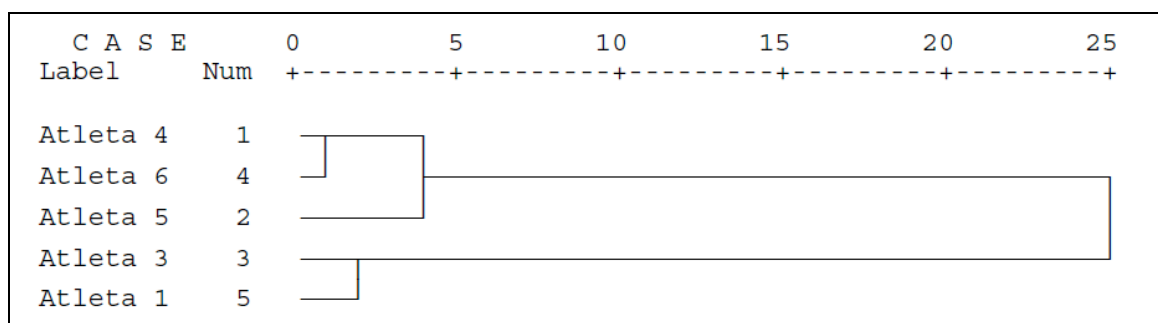 C A S E 0 5 10 15 20 25
Label Num +---------+---------+---------+---------+---------+
Atleta 4 1
Atleta 6 4
Atleta 5 2
Atleta 3 3
Atleta 1 5